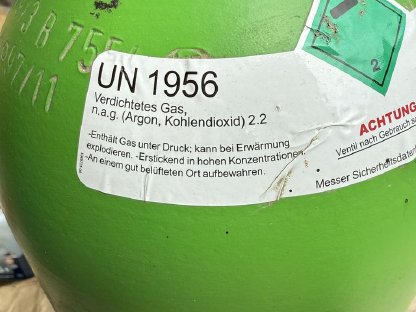 UN 1956
Verdichtetes Gas,
n.a.g. (Argon, Kohlendioxid) 2.2
-Enthält Gas unter Druck; kann bei Erwärmung
explodieren. -Erstickend in hohen Konzentrationen.
-An einem gut belüfteten Ort aufbewahren.
2
ACHTUNG
Ventil nach Gebrauch
Messer Sicherheitsdaten